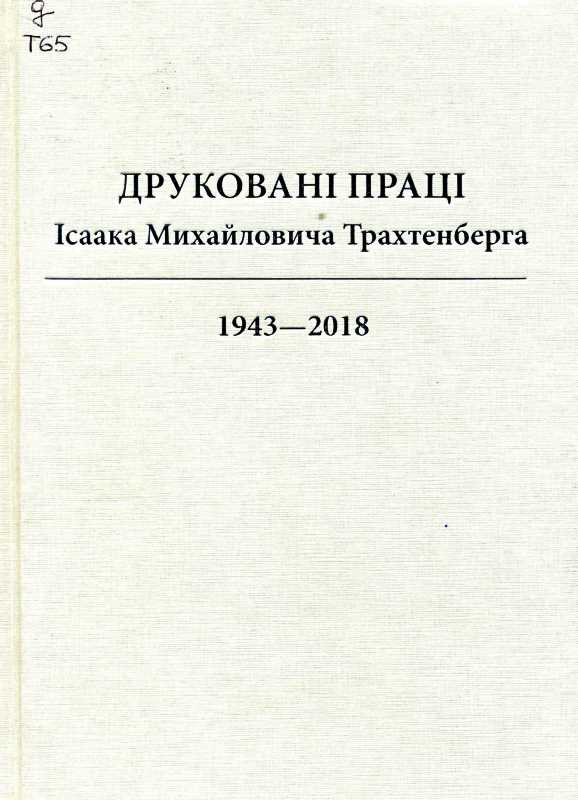 g
Т65
ДРУКОВАНІ ПРАЦІ
Ісаака Михайловича Трахтенберга
1943—2018